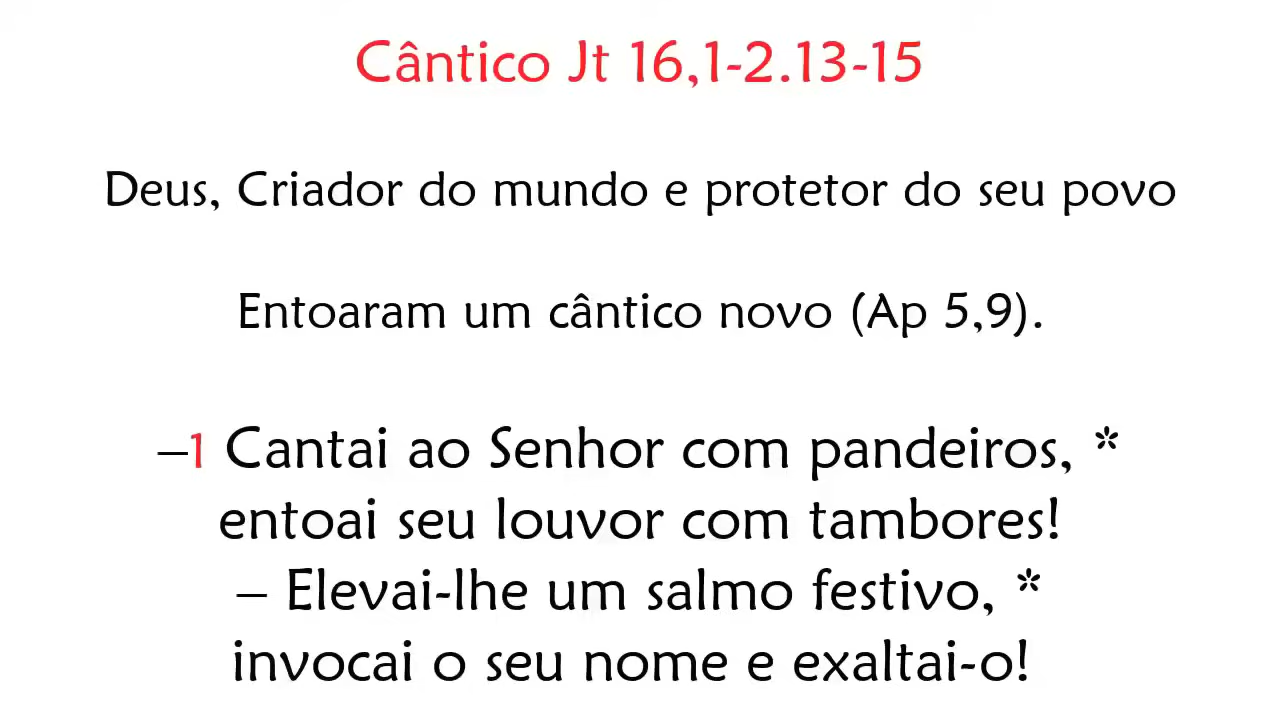 Cântico Jt 16,1-2.13-15
Deus, Criador do mundo e protetor do seu povo
Entoaram um cântico novo (Ap 5,9).
–1 Cantai ao Senhor com pandeiros, *
entoai seu louvor com tambores!
– Elevai-lhe um salmo festivo, *
invocai o seu nome e exaltai-o!